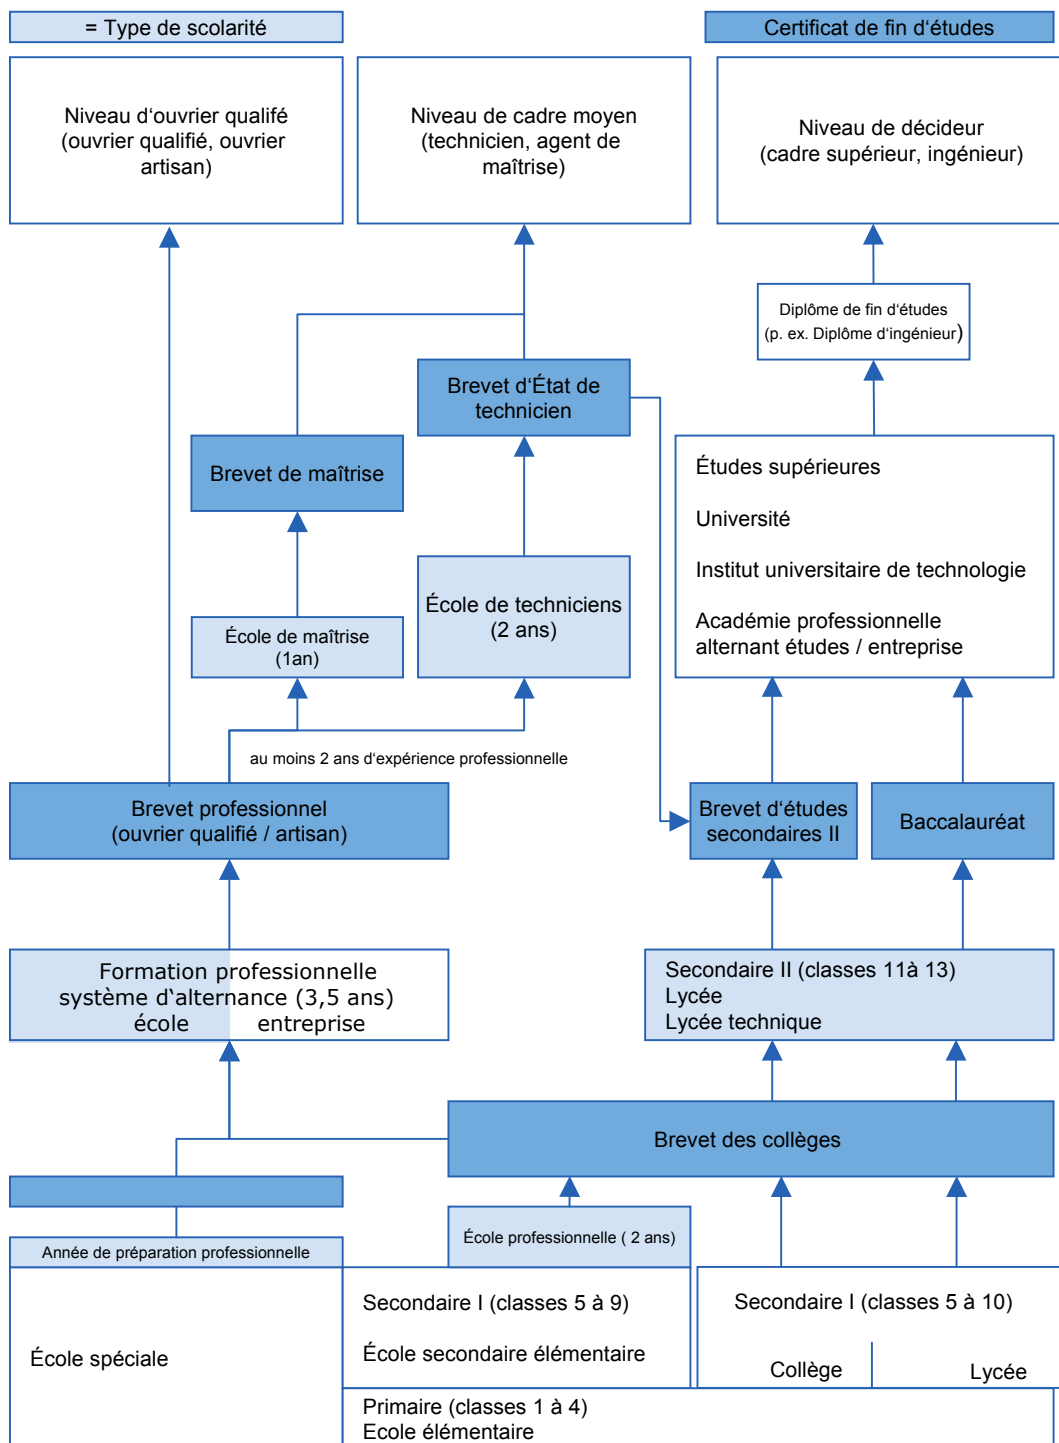 = Type de scolarité
Certificat de fin d‘études
Niveau d‘ouvrier qualifé
(ouvrier qualifié, ouvrier
artisan)
Niveau de cadre moyen
(technicien, agent de
maîtrise)
Niveau de décideur
(cadre supérieur, ingénieur)
Diplôme de fin d‘études
(p. ex. Diplôme d‘ingénieur)
Brevet d‘État de
technicien
Brevet de maîtrise
Études supérieures
Université
Institut universitaire de technologie
Académie professionnelle
alternant études / entreprise
École de techniciens
(2 ans)
École de maîtrise
(1an)
au moins 2 ans d‘expérience professionnelle
Brevet professionnel
(ouvrier qualifié / artisan)
Brevet d‘études
secondaires II
Baccalauréat
Formation professionnelle
système d‘alternance (3,5 ans)
école entreprise
Secondaire II (classes 11à 13)
Lycée
Lycée technique
Brevet des collèges
École professionnelle ( 2 ans)
Année de préparation professionnelle
Secondaire I (classes 5 à 9)
École secondaire élémentaire
Secondaire I (classes 5 à 10)
Collège
Lycée
École spéciale
Primaire (classes 1 à 4)
Ecole élémentaire